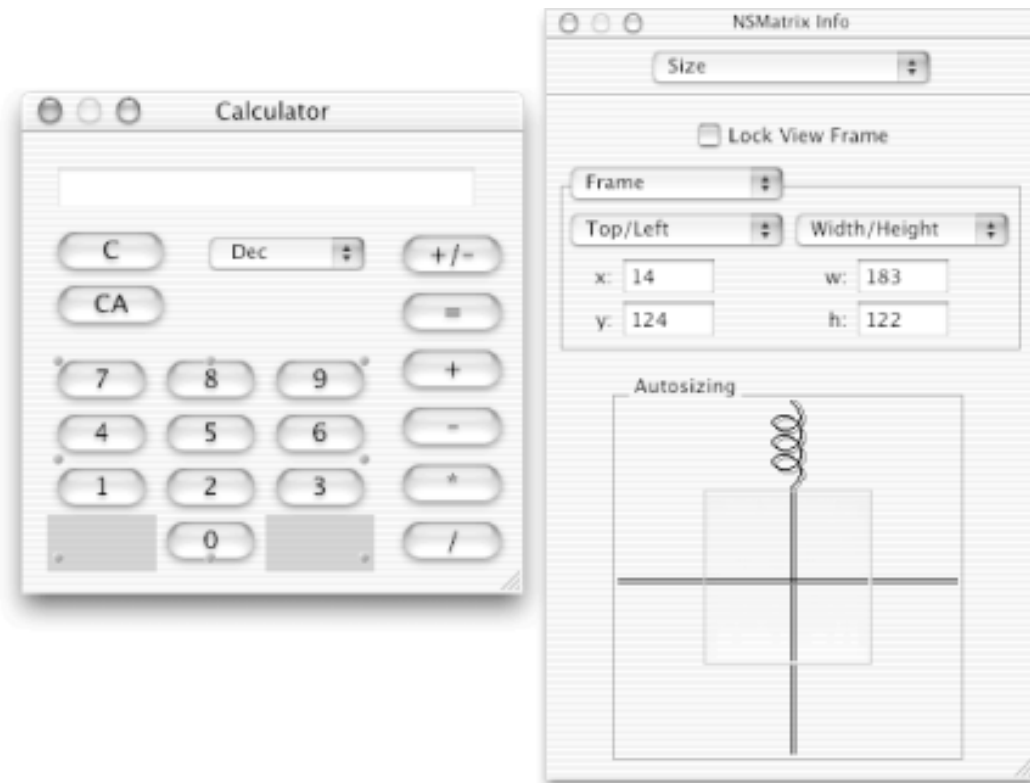 Calculator
C
Dec
+/-
CA
=
7 8 9
+
4 5 6
-
1 2 3
*
0
/
NSMatrix Info
Size
Lock View Frame
Frame
Top/Left Width/Height
x: 14 w: 183
y: 124 h: 122
Autosizing